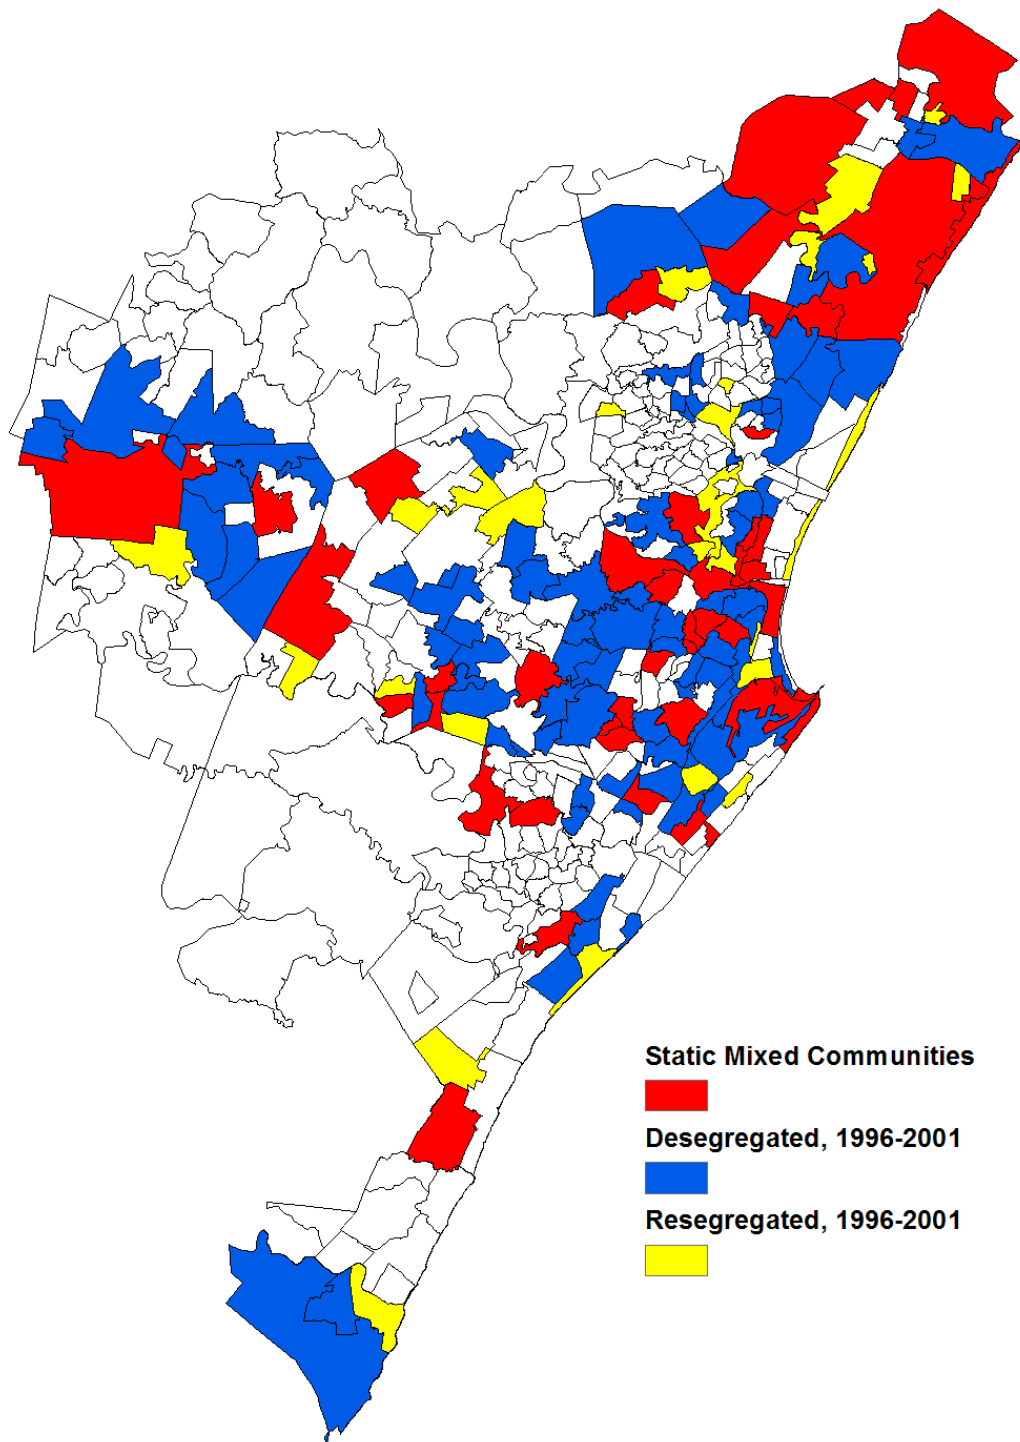 Static Mixed Communities
Desegregated, 1996-2001
Resegregated, 1996-2001